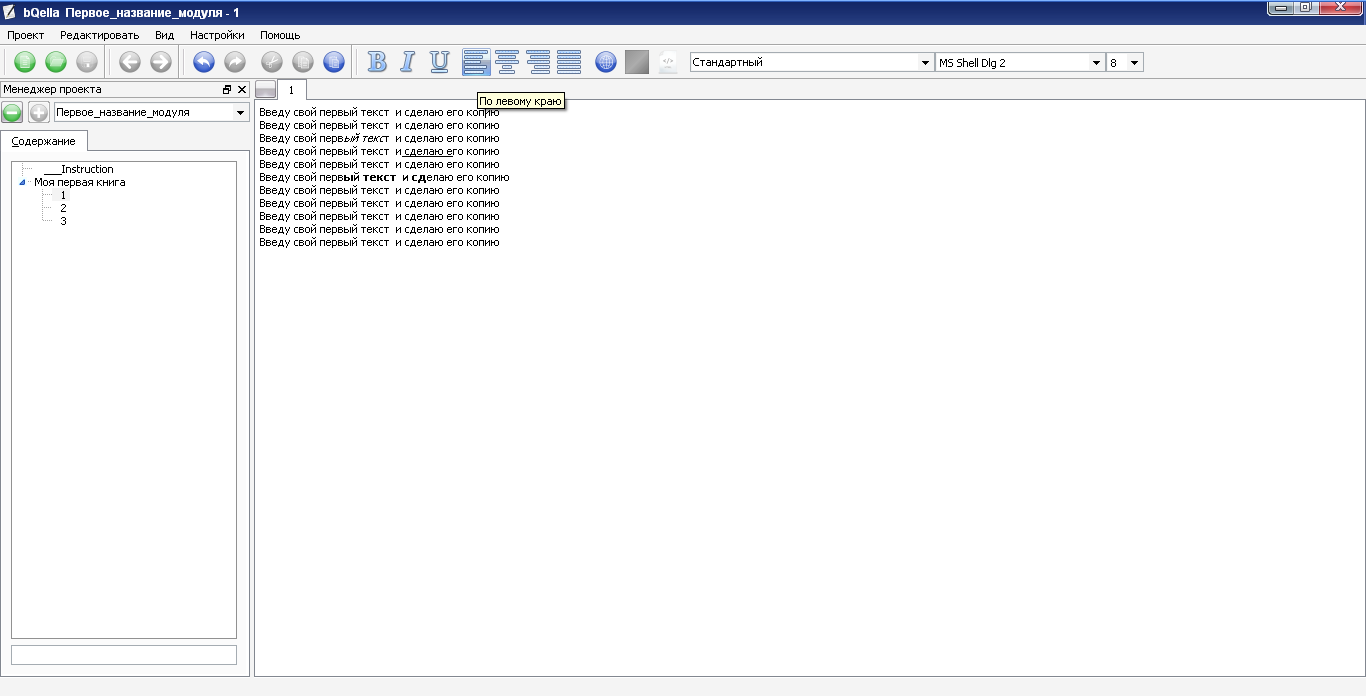 bQella Первое_название_модуля - 1
Проект Редактировать Вид Настройки Помощь
B I U Стандартный MS Shell Dlg 2 8
Менеджер проекта
1
По левому краю
Первое_название_модуля
Содержание
___Instruction
Моя первая книга
1
2
3
Введу свой первый текст  и сделаю его копию
Введу свой первый текст  и сделаю его копию
Введу свой первый текст  и сделаю его копию
Введу свой первый текст  и сделаю его копию
Введу свой первый текст  и сделаю его копию
Введу свой первый текст  и сделаю его копию
Введу свой первый текст  и сделаю его копию
Введу свой первый текст  и сделаю его копию
Введу свой первый текст  и сделаю его копию
Введу свой первый текст  и сделаю его копию
Введу свой первый текст  и сделаю его копию